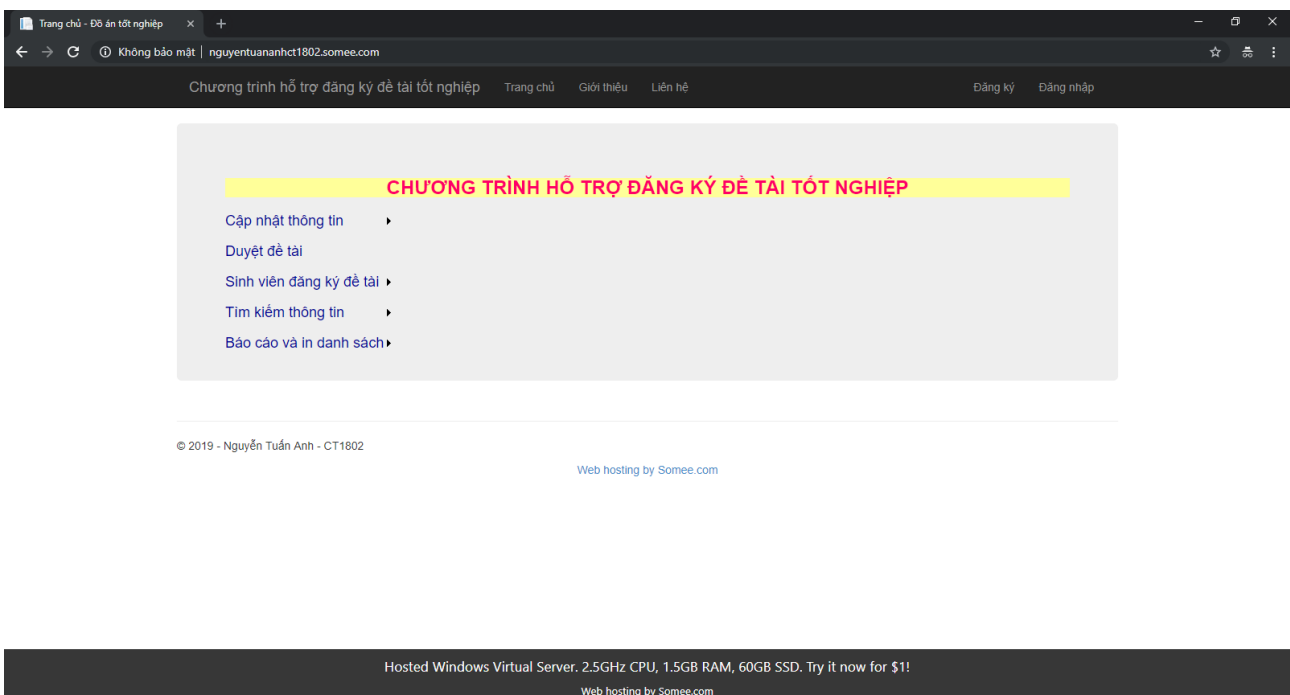 Trang chủ - Đồ án tốt nghiệp
Không bảo mật | nguyentuananhct1802.somee.com
Chương trinh hỗ trợ đăng ký đề tài tốt nghiệp Trang chủ Giới thiệu Liên hệ Đăng ký Đăng nhập
CHƯƠNG TRÌNH HỖ TRỢ ĐĂNG KÝ ĐỀ TÀI TỐT NGHIỆP
Cập nhật thông tin
Duyệt đề tài
Sinh viên đăng ký đề tài
Tìm kiếm thông tin
Báo cáo và in danh sách
© 2019 - Nguyễn Tuấn Anh - CT1802
Web hosting by Somee.com
Hosted Windows Virtual Server. 2.5GHz CPU, 1.5GB RAM, 60GB SSD. Try it now for $1!
Web hosting by Somee.com